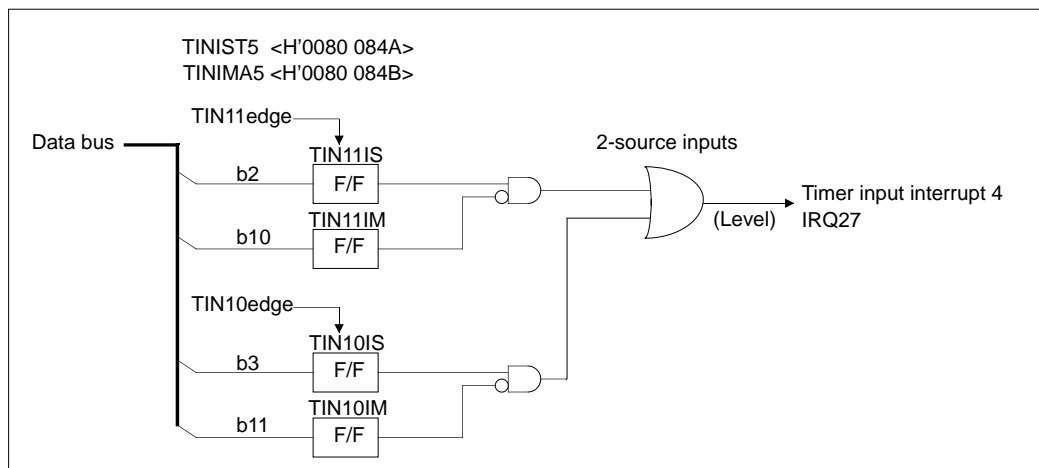 TINIST5 <H'0080 084A>
TINIMA5 <H'0080 084B>
TIN11edge
Data bus
TIN11IS
2-source inputs
b2
F/F
Timer input interrupt 4
TIN11IM
(Level)
IRQ27
b10
F/F
TIN10edge
TIN10IS
b3
F/F
TIN10IM
b11
F/F